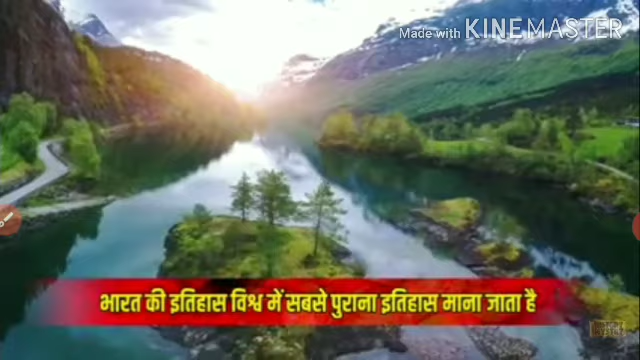 Made with KINEMASTER
भारत की इतिहास विश्व में सबसे पुराना इतिहास माना जाता है